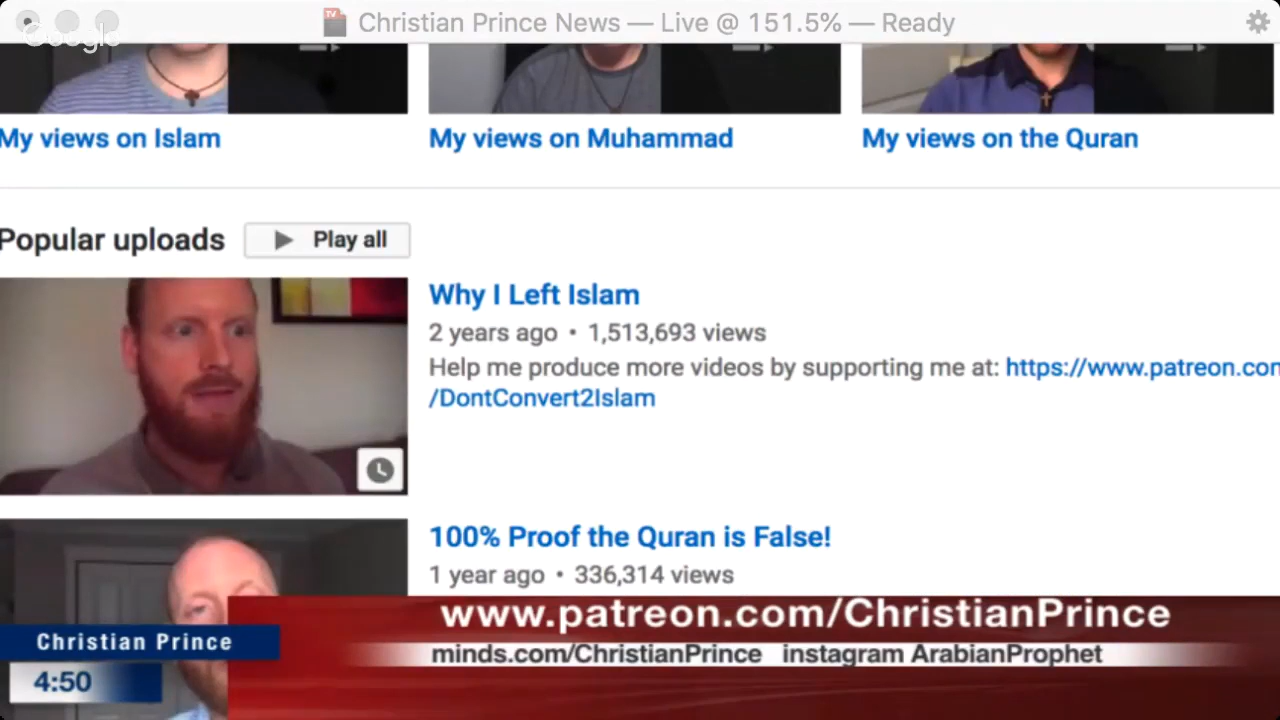 Christian Prince News — Live @ 151.5% — Ready
Google
TV
My views on Islam
My views on Muhammad
My views on the Quran
Popular uploads
Play all
Why I Left Islam
2 years ago • 1,513,693 views
Help me produce more videos by supporting me at: https://www.patreon.com
/DontConvert2Islam
100% Proof the Quran is False!
1 year ago • 336,314 views
www.patreon.com/ChristianPrince
Christian Prince
minds.com/ChristianPrince instagram ArabianProphet
4:50